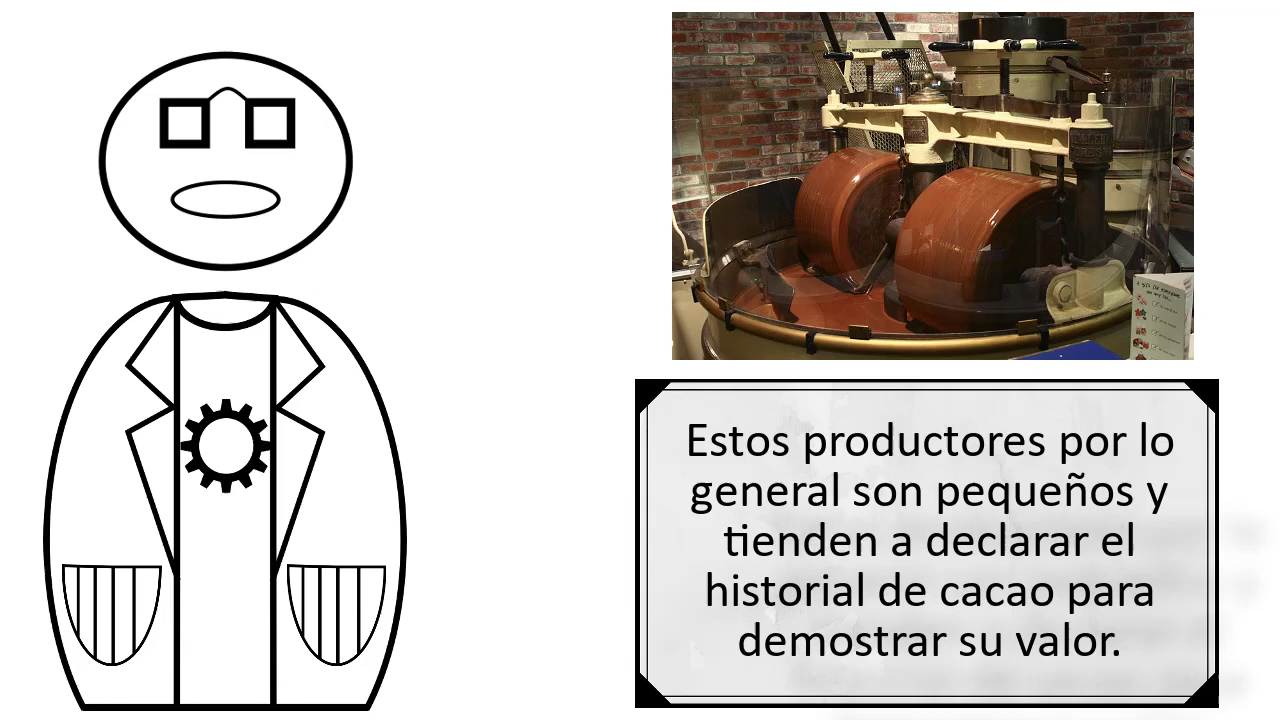 Estos productores por lo
general son pequeños y
tienden a declarar el
historial de cacao para
demostrar su valor.